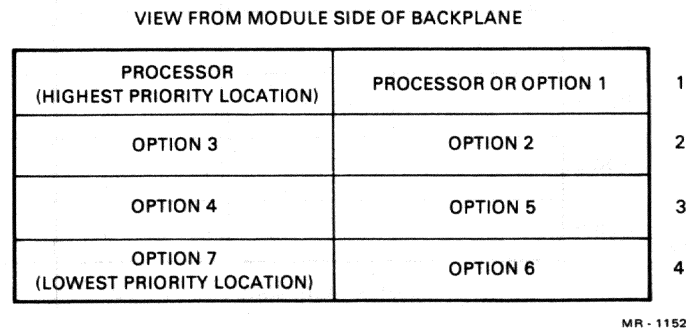 VIEW FROM MODULE SIDE OF BACKPLANE
PROCESSOR
(HIGHEST PRIORITY LOCATION)
PROCESSOR OR OPTION 1
1
OPTION 3
OPTION 2
2
OPTION 4
OPTION 5
3
OPTION 7
(LOWEST PRIORITY LOCATION)
OPTION 6
4
MR - 1152